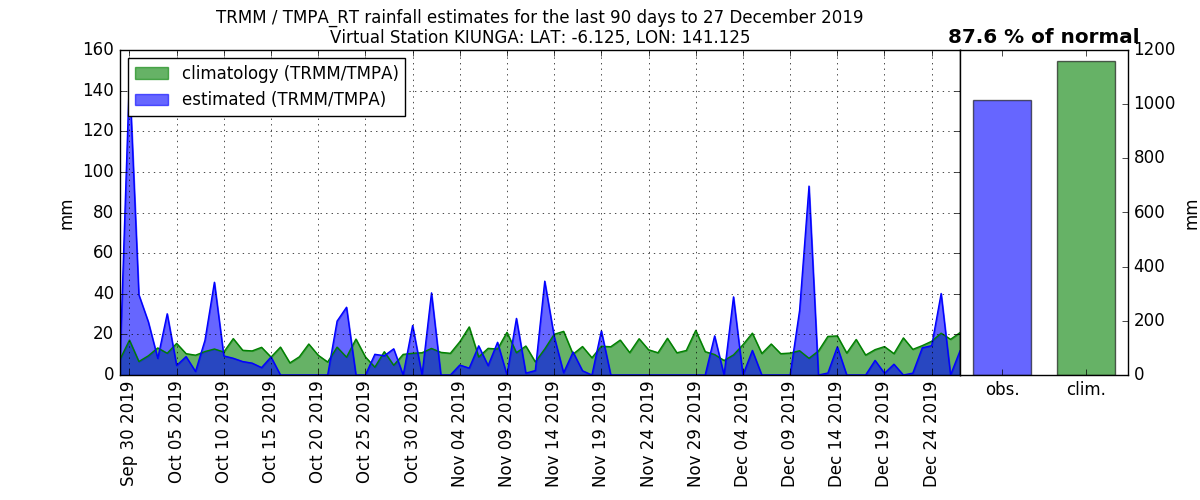 TRMM / TMPA_RT rainfall estimates for the last 90 days to 27 December 2019
Virtual Station KIUNGA: LAT: -6.125, LON: 141.125
87.6 % of normal
climatology (TRMM/TMPA)
estimated (TRMM/TMPA)
mm
160
140
120
100
80
60
40
20
0
Sep 30 2019
Oct 05 2019
Oct 10 2019
Oct 15 2019
Oct 20 2019
Oct 25 2019
Oct 30 2019
Nov 04 2019
Nov 09 2019
Nov 14 2019
Nov 19 2019
Nov 24 2019
Nov 29 2019
Dec 04 2019
Dec 09 2019
Dec 14 2019
Dec 19 2019
Dec 24 2019
obs.
clim.
1200
1000
800
600
400
200
0
mm